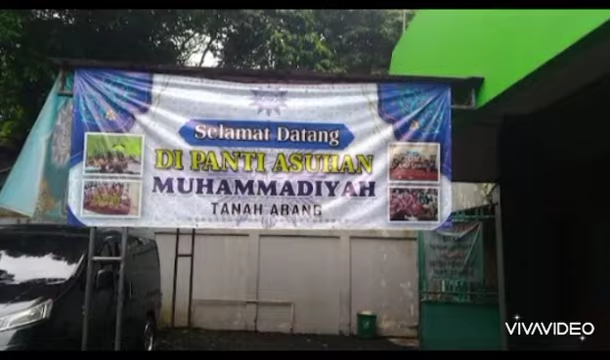 Selamat Datang
DI PANTI ASUHAN
MUHAMMADIYAH
TANAH ABANG
VIVAVIDEO